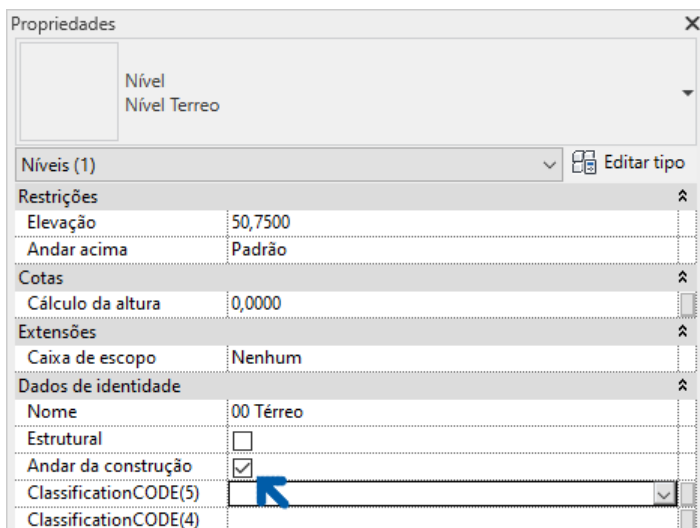 Propriedades
Nível
Nível Terreo
Níveis (1) Editar tipo
Restrições
Elevação 50,7500
Andar acima Padrão
Cotas
Cálculo da altura 0,0000
Extensões
Caixa de escopo Nenhum
Dados de identidade
Nome 00 Térreo
Estrutural
Andar da construção
ClassificationCODE(5)
ClassificationCODE(4)